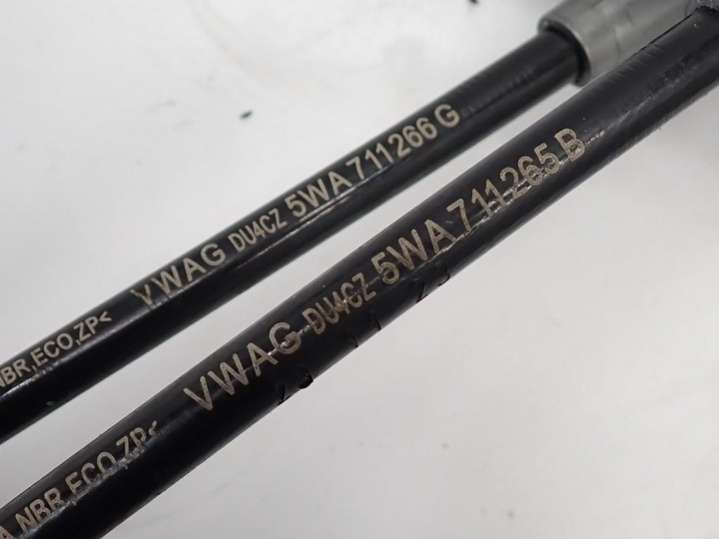 NBR,ECO,ZP< VWAG DU4CZ 5WA 711266 G
NBR,ECO,ZP< VWAG DU4CZ 5WA 711265 B